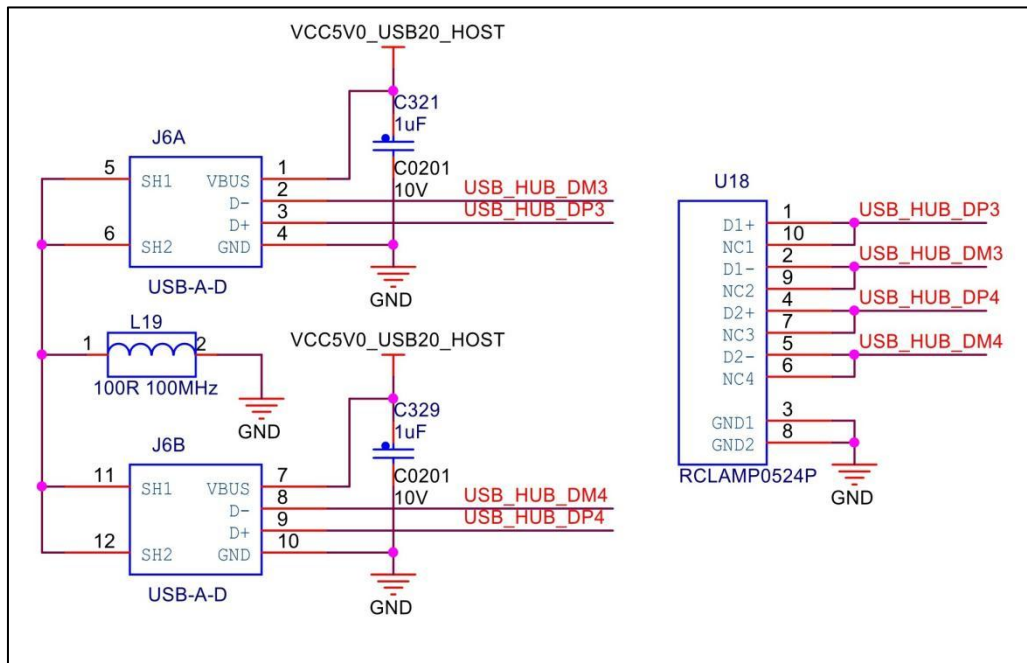 VCC5V0_USB20_HOST
C321
1uF
C0201
10V
J6A
5 SH1 VBUS 1
D- 2 USB_HUB_DM3
D+ 3 USB_HUB_DP3
6 SH2 GND 4
USB-A-D
GND
L19
1 2
100R 100MHz
GND
VCC5V0_USB20_HOST
C329
1uF
C0201
10V
J6B
11 SH1 VBUS 7
D- 8 USB_HUB_DM4
D+ 9 USB_HUB_DP4
12 SH2 GND 10
USB-A-D
GND
U18
D1+ 1 USB_HUB_DP3
NC1 10
D1- 2 USB_HUB_DM3
NC2 9
D2+ 4 USB_HUB_DP4
NC3 7
D2- 5 USB_HUB_DM4
NC4 6
GND1 3
GND2 8
RCLAMP0524P
GND